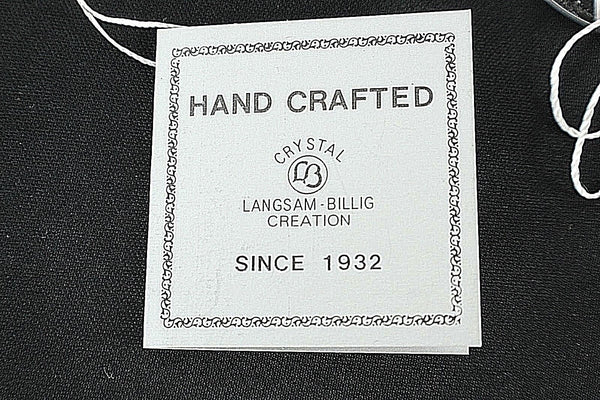 HAND CRAFTED
CRYSTAL
LB
LANGSAM-BILLIG
CREATION
SINCE 1932